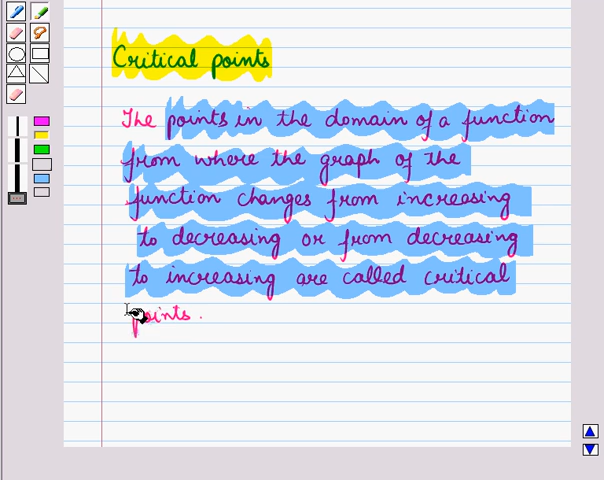 Critical points
The points in the domain of a function
from where the graph of the
function changes from increasing
to decreasing or from decreasing
to increasing are called critical
points.